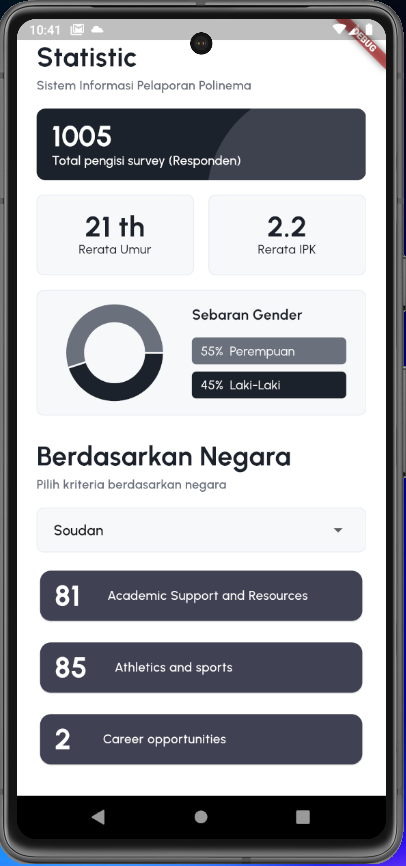 10:41
DEBUG
Statistic
Sistem Informasi Pelaporan Polinema
1005
Total pengisi survey (Responden)
21 th
Rerata Umur
2.2
Rerata IPK
Sebaran Gender
55% Perempuan
45% Laki-Laki
Berdasarkan Negara
Pilih kriteria berdasarkan negara
Soudan
81 Academic Support and Resources
85 Athletics and sports
2 Career opportunities